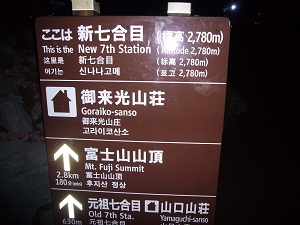 ここは 新七合目 (標高 2,780m)
This is the New 7th Station (Altitude 2,780m)
这里是 新七合目 (标高 2,780m)
여기는 신나나고메 (표고 2,780m)
御来光山荘
Goraiko-sanso
御来光山庄
고라이코산소
富士山山頂
Mt. Fuji Summit
2.8km 富士山山顶
180分(min) 후지산 정상
元祖七合目 山口山荘
Old 7th Sta. Yamaguchi-sanso
630m